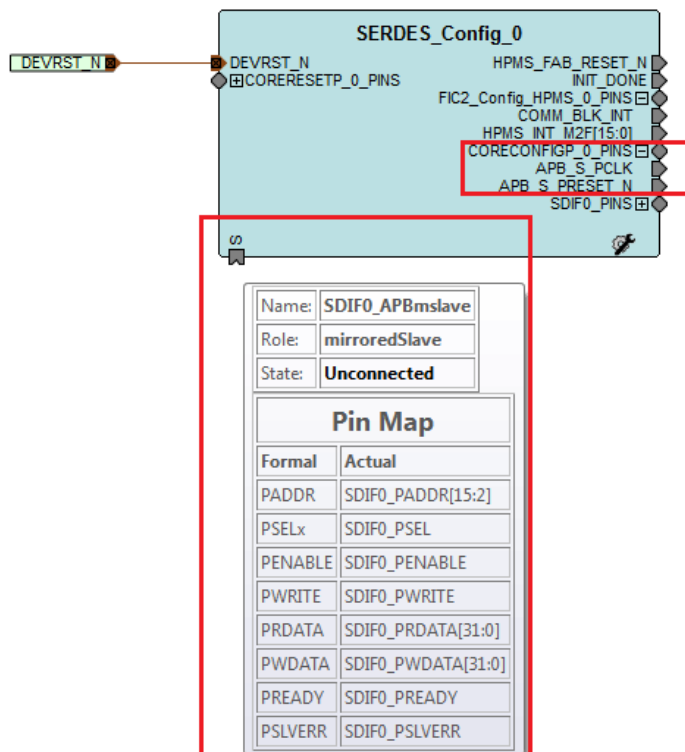 SERDES_Config_0
DEVRST_N
DEVRST_N
HPMS_FAB_RESET_N
CORERESETP_0_PINS
INIT_DONE
FIC2_Config_HPMS_0_PINS
COMM_BLK_INT
HPMS_INT_M2F[15:0]
CORECONFIGP_0_PINS
APB_S_PCLK
APB_S_PRESET_N
SDIF0_PINS
S
Name: SDIF0_APBmslave
Role: mirroredSlave
State: Unconnected
Pin Map
Formal Actual
PADDR SDIF0_PADDR[15:2]
PSELx SDIF0_PSEL
PENABLE SDIF0_PENABLE
PWRITE SDIF0_PWRITE
PRDATA SDIF0_PRDATA[31:0]
PWDATA SDIF0_PWDATA[31:0]
PREADY SDIF0_PREADY
PSLVERR SDIF0_PSLVERR